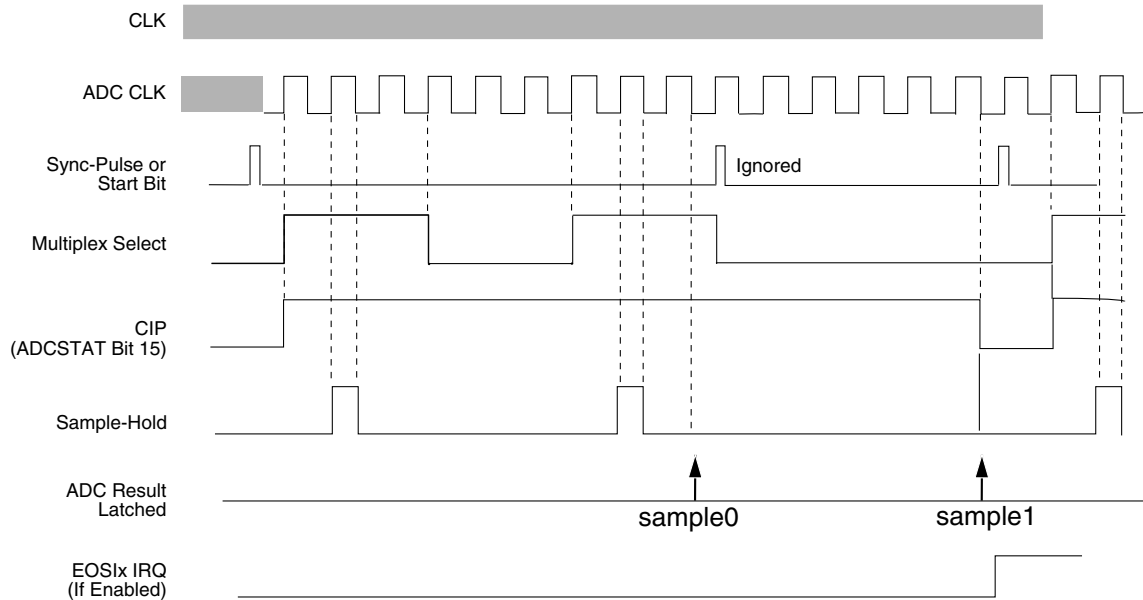 CLK
ADC CLK
Sync-Pulse or
Start Bit
Ignored
Multiplex Select
CIP
(ADCSTAT Bit 15)
Sample-Hold
ADC Result
Latched
sample0
sample1
EOSIx IRQ
(If Enabled)